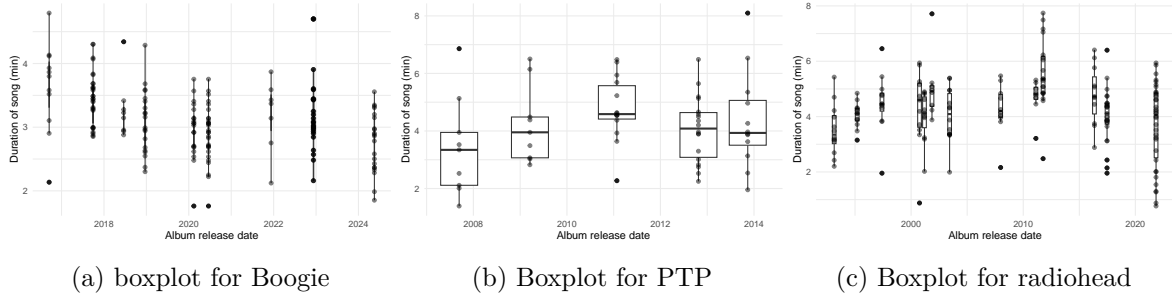 Duration of song (min)
5
4
3
2
2018
2020
2022
2024
Album release date
(a) boxplot for Boogie
Duration of song (min)
8
6
4
2
2008
2010
2012
2014
Album release date
(b) Boxplot for PTP
Duration of song (min)
8
6
4
2
2000
2010
2020
Album release date
(c) Boxplot for radiohead